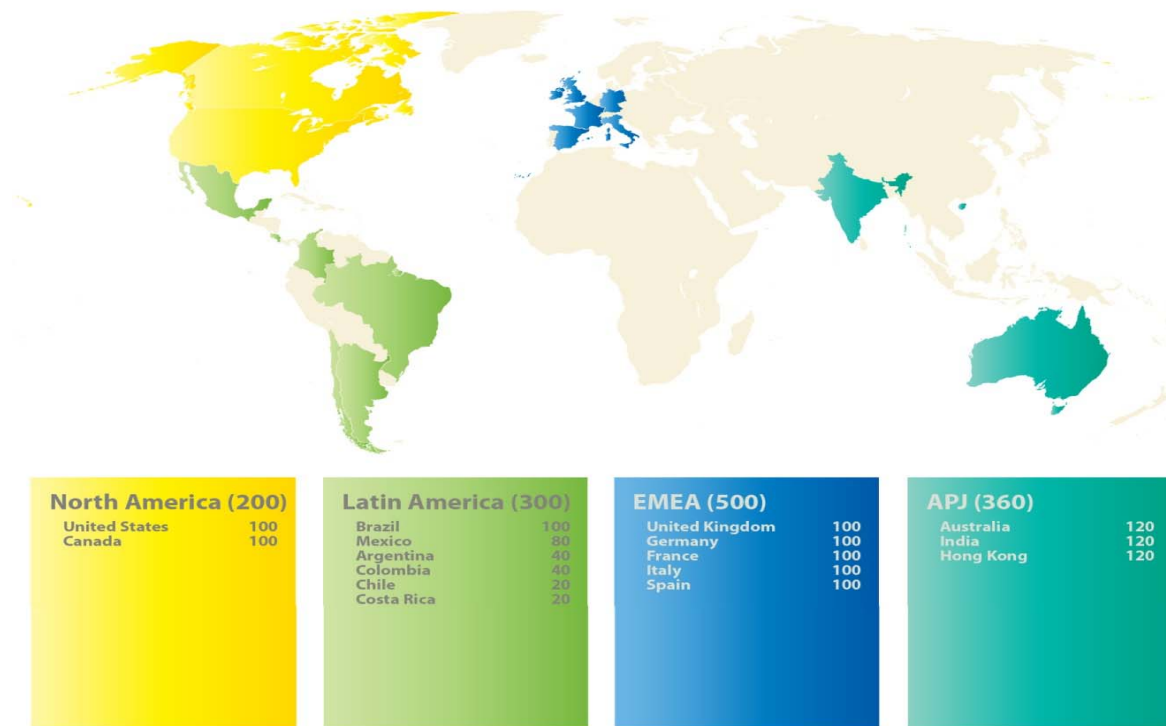 North America (200)
United States 100
Canada 100
Latin America (300)
Brazil 100
Mexico 80
Argentina 40
Colombia 40
Chile 20
Costa Rica 20
EMEA (500)
United Kingdom 100
Germany 100
France 100
Italy 100
Spain 100
APJ (360)
Australia 120
India 120
Hong Kong 120